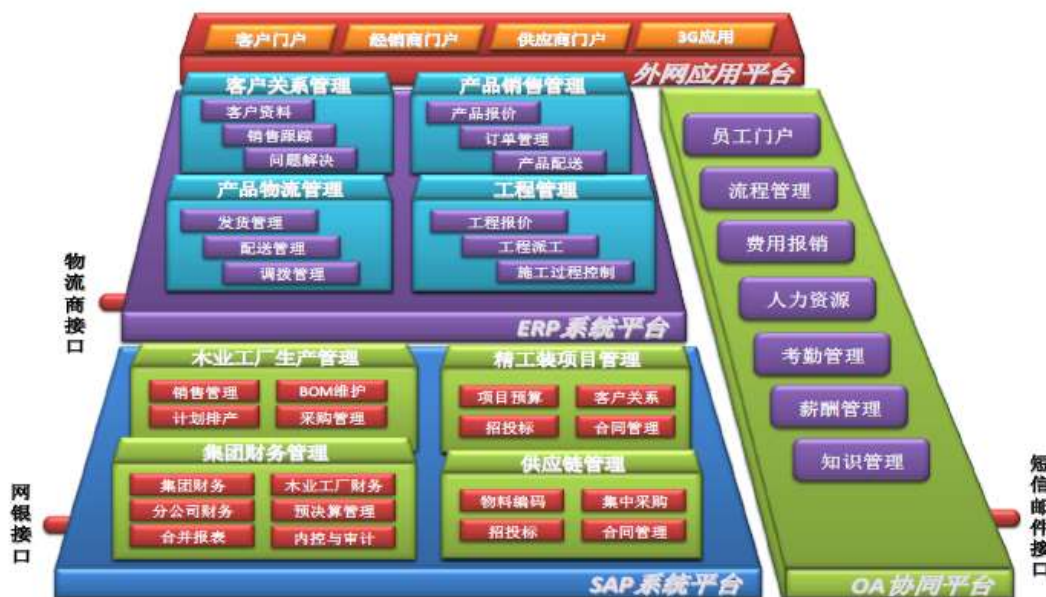 客户门户 经销商门户 供应商门户 3G应用
外网应用平台
客户关系管理
客户资料
销售跟踪
问题解决
产品销售管理
产品报价
订单管理
产品配送
产品物流管理
发货管理
配送管理
调拨管理
工程管理
工程报价
工程派工
施工过程控制
ERP系统平台
物流商接口
木业工厂生产管理
销售管理 BOM维护
计划排产 采购管理
精工装项目管理
项目预算 客户关系
招投标 合同管理
集团财务管理
集团财务 木业工厂财务
分公司财务 预决算管理
合并报表 内控与审计
供应链管理
物料编码 集中采购
招投标 合同管理
SAP系统平台
网银接口
员工门户
流程管理
费用报销
人力资源
考勤管理
薪酬管理
知识管理
OA协同平台
短信邮件接口